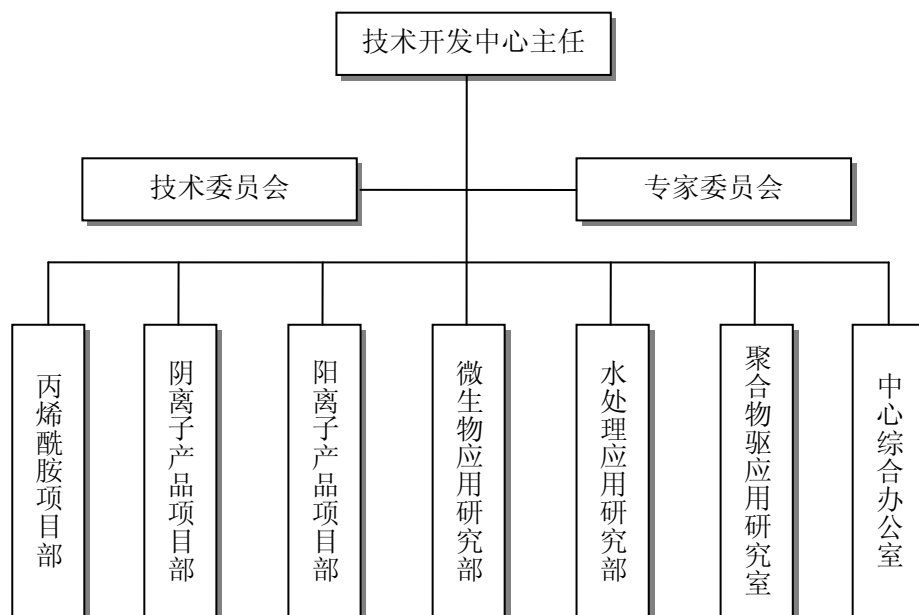 技术开发中心主任
技术委员会
专家委员会
丙烯酰胺项目部
阴离子产品项目部
阳离子产品项目部
微生物应用研究部
水处理应用研究部
聚合物驱应用研究室
中心综合办公室